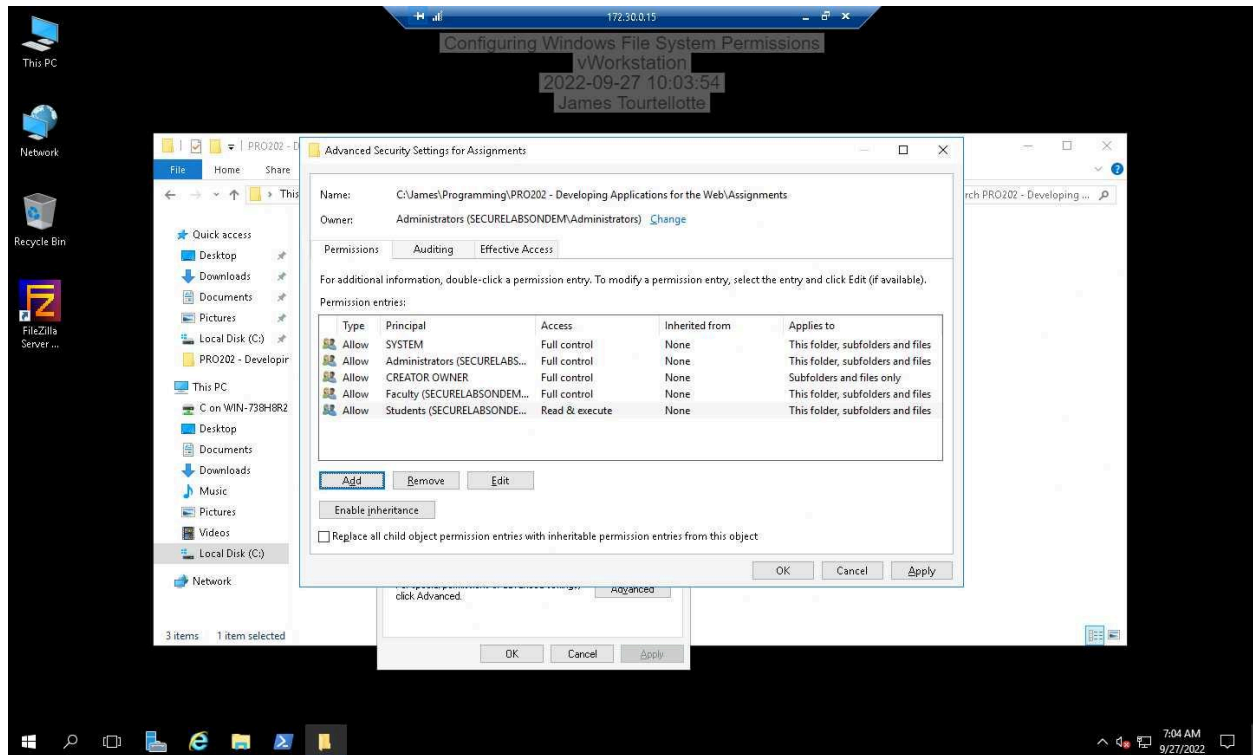 172.30.0.15
Configuring Windows File System Permissions
vWorkstation
2022-09-27 10:03:54
James Tourtellotte
This PC
Network
Recycle Bin
FileZilla
Server ...
PRO202 - D
File Home Share
This
rch PRO202 - Developing ...
Quick access
Desktop
Downloads
Documents
Pictures
Local Disk (C:)
PRO202 - Developin
This PC
C on WIN-738H8R2
Desktop
Documents
Downloads
Music
Pictures
Videos
Local Disk (C:)
Network
3 items 1 item selected
Advanced Security Settings for Assignments
Name: C:\James\Programming\PRO202 - Developing Applications for the Web\Assignments
Owner: Administrators (SECURELABSONDEM\Administrators) Change
Permissions Auditing Effective Access
For additional information, double-click a permission entry. To modify a permission entry, select the entry and click Edit (if available).
Permission entries:
Type Principal Access Inherited from Applies to
Allow SYSTEM Full control None This folder, subfolders and files
Allow Administrators (SECURELABS... Full control None This folder, subfolders and files
Allow CREATOR OWNER Full control None Subfolders and files only
Allow Faculty (SECURELABSONDEM... Full control None This folder, subfolders and files
Allow Students (SECURELABSONDE... Read & execute None This folder, subfolders and files
Add Remove Edit
Enable inheritance
Replace all child object permission entries with inheritable permission entries from this object
OK Cancel Apply
click Advanced. Advanced
OK Cancel Apply
7:04 AM
9/27/2022